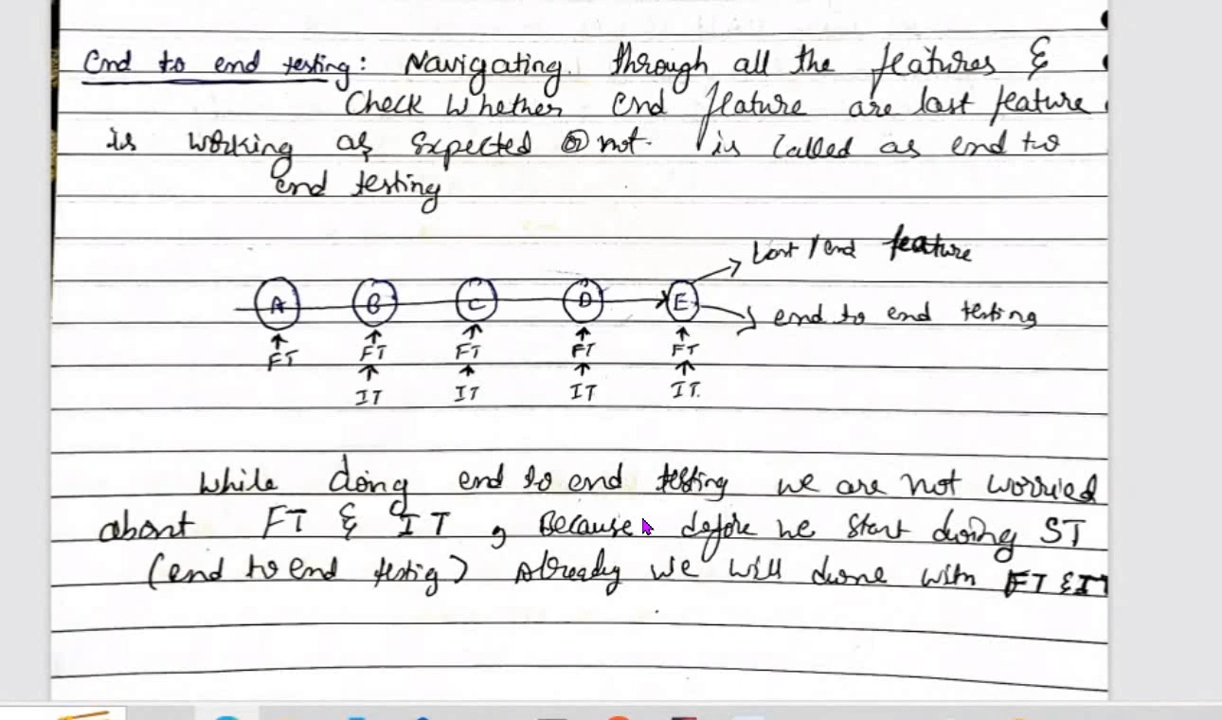 End to end testing: Navigating through all the features &
Check whether end feature are last feature
is working as expected or not. is called as end to
end testing
Last / end feature
A B C D E
end to end testing
FT FT FT FT FT
IT IT IT IT.
While doing end to end testing we are not worried
about FT & IT, Because before we start doing ST
(end to end testig) Already we will done with FT & IT